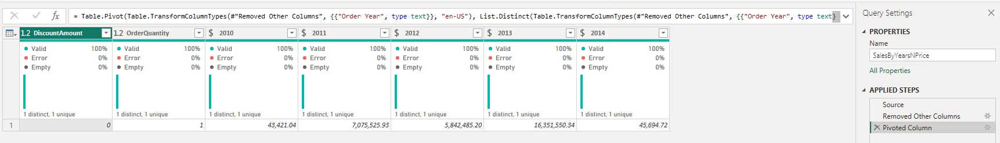 = Table.Pivot(Table.TransformColumnTypes(#"Removed Other Columns", {{"Order Year", type text}}, "en-US"), List.Distinct(Table.TransformColumnTypes(#"Removed Other Columns", {{"Order Year", type text}
fx
1.2 DiscountAmount 1.2 OrderQuantity $ 2010 $ 2011 $ 2012 $ 2013 $ 2014
Valid 100% Valid 100% Valid 100% Valid 100% Valid 100% Valid 100% Valid 100%
Error 0% Error 0% Error 0% Error 0% Error 0% Error 0% Error 0%
Empty 0% Empty 0% Empty 0% Empty 0% Empty 0% Empty 0% Empty 0%
1 distinct, 1 unique 1 distinct, 1 unique 1 distinct, 1 unique 1 distinct, 1 unique 1 distinct, 1 unique 1 distinct, 1 unique 1 distinct, 1 unique
1 0 1 43,421.04 7,075,525.93 5,842,485.20 16,351,550.34 45,694.72
Query Settings
PROPERTIES
Name
SalesByYearsNPrice
All Properties
APPLIED STEPS
Source
Removed Other Columns
Pivoted Column